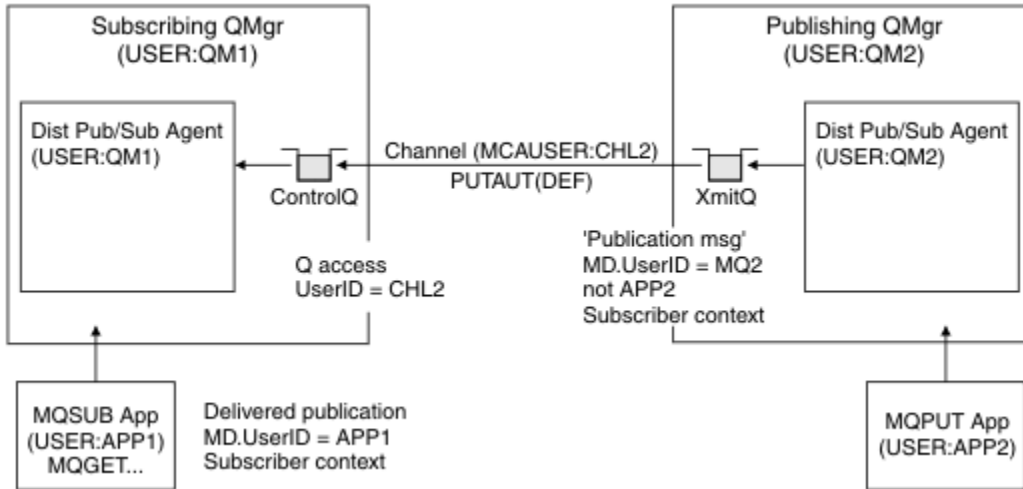 Subscribing QMgr
(USER:QM1)
Publishing QMgr
(USER:QM2)
Dist Pub/Sub Agent
(USER:QM1)
ControlQ
Channel (MCAUSER:CHL2)
PUTAUT(DEF)
XmitQ
Dist Pub/Sub Agent
(USER:QM2)
Q access
UserID = CHL2
'Publication msg'
MD.UserID = MQ2
not APP2
Subscriber context
MQSUB App
(USER:APP1)
MQGET...
Delivered publication
MD.UserID = APP1
Subscriber context
MQPUT App
(USER:APP2)